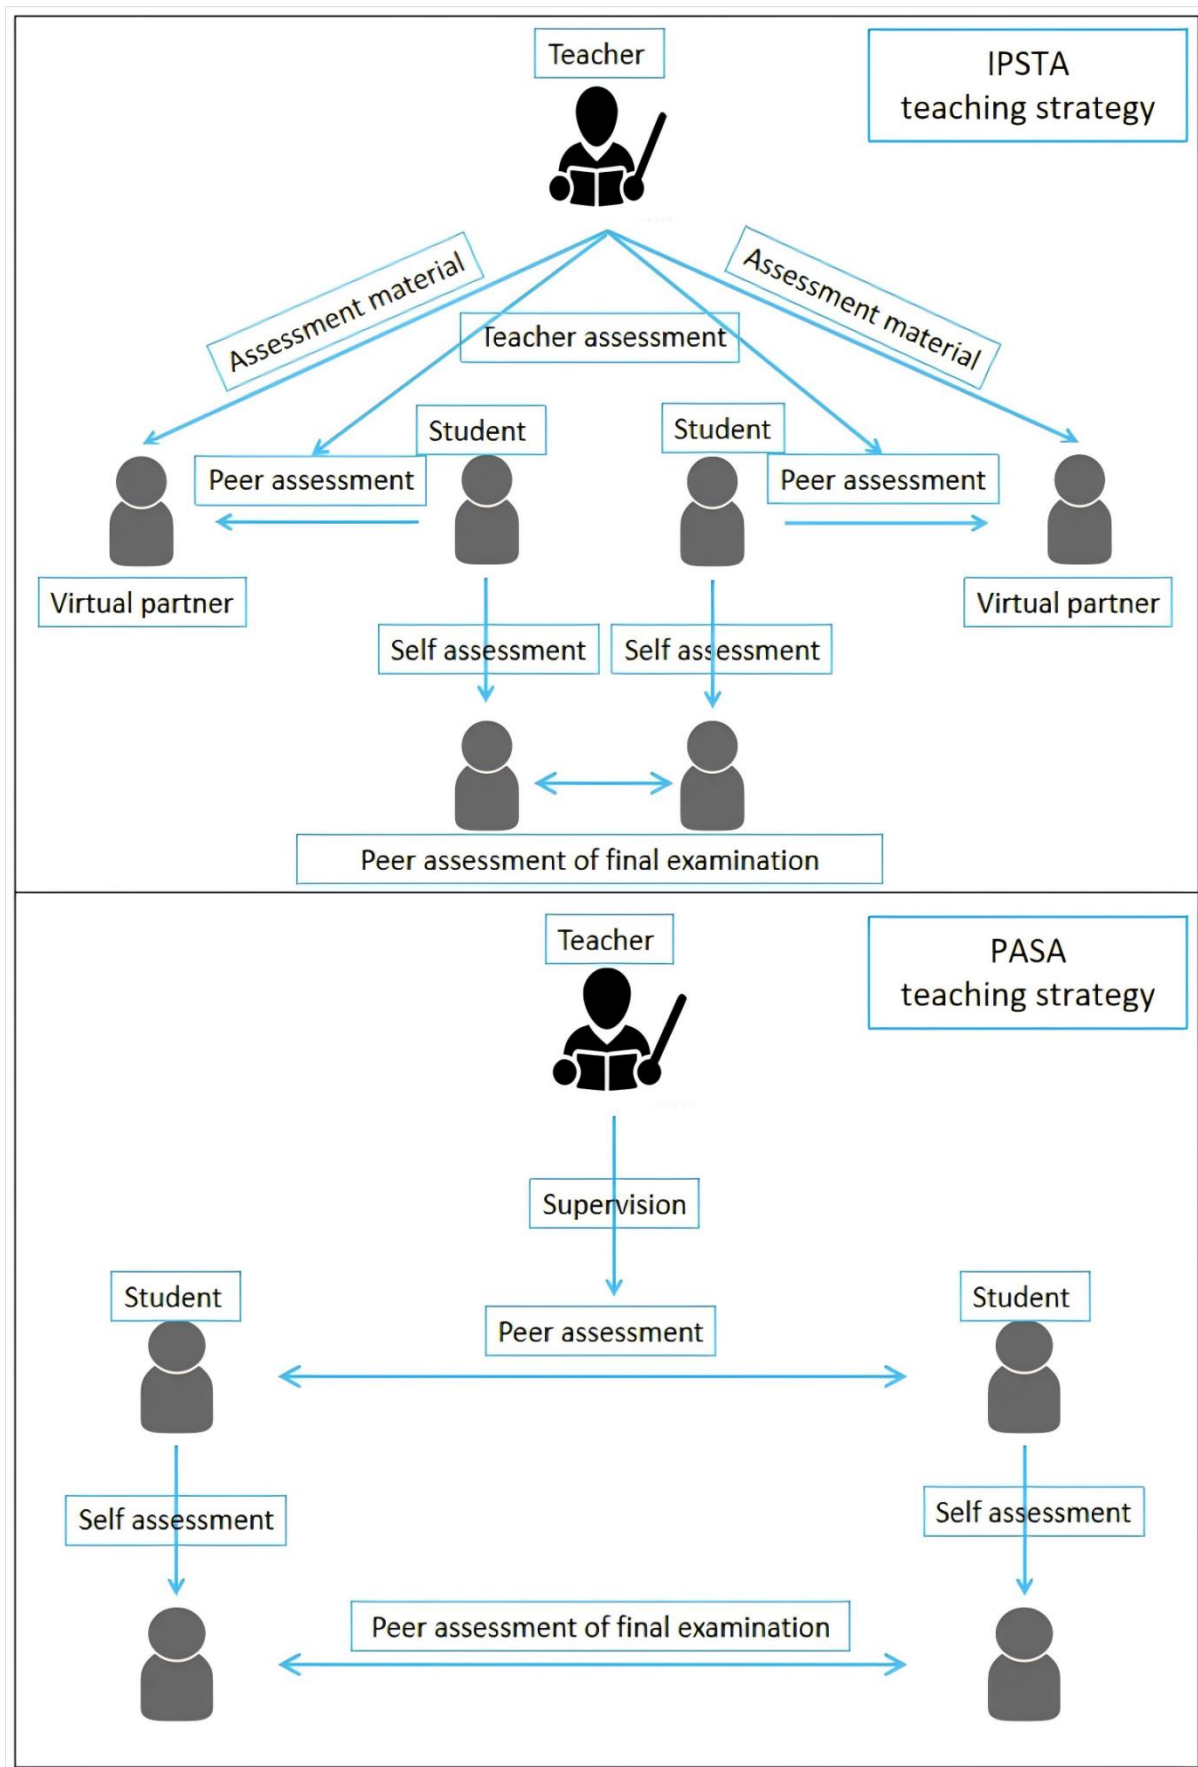 Teacher
IPSTA
teaching strategy
Assessment material
Assessment material
Teacher assessment
Student
Student
Peer assessment
Peer assessment
Virtual partner
Virtual partner
Self assessment
Self assessment
Peer assessment of final examination
Teacher
PASA
teaching strategy
Supervision
Student
Student
Peer assessment
Self assessment
Self assessment
Peer assessment of final examination